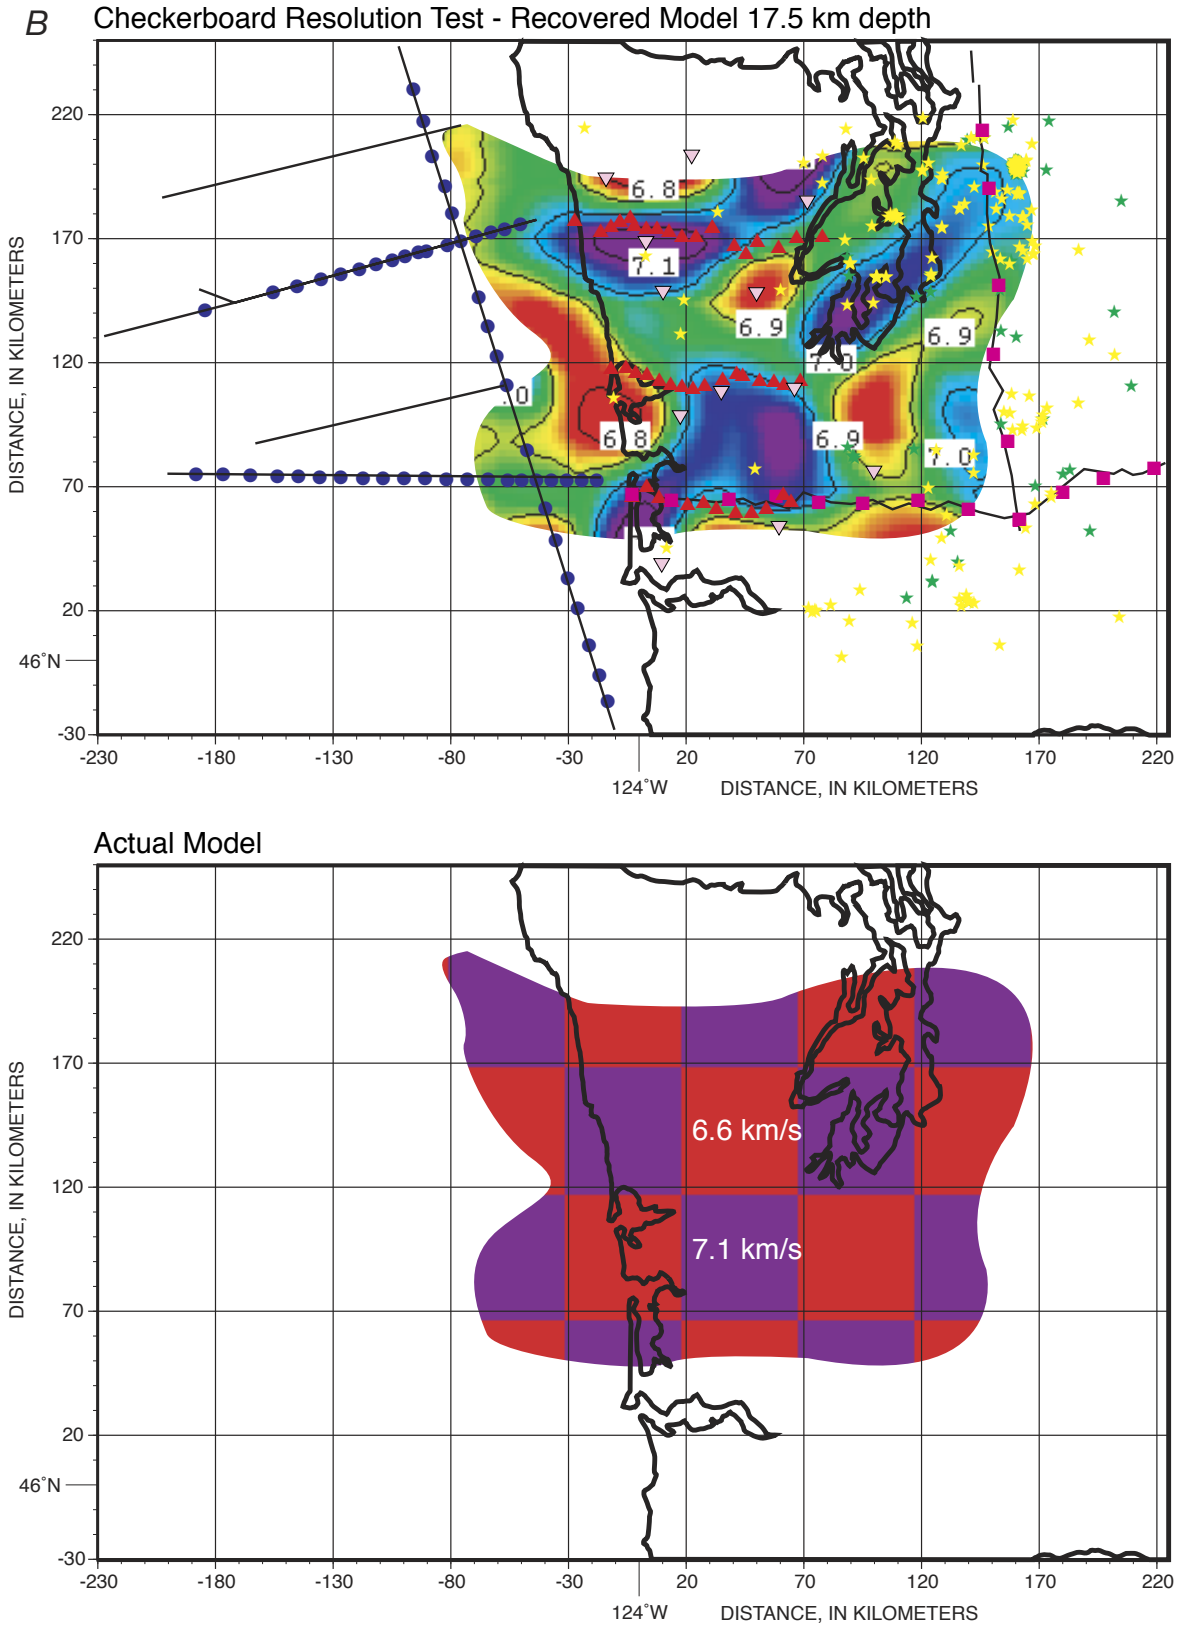 B Checkerboard Resolution Test - Recovered Model 17.5 km depth
DISTANCE, IN KILOMETERS
220
170
120
70
20
46°N
-30
6.8
7.1
6.9
6.9
7.0
.0
6.8
6.9
7.0
-230 -180 -130 -80 -30 20 70 120 170 220
124°W DISTANCE, IN KILOMETERS
Actual Model
DISTANCE, IN KILOMETERS
220
170
120
70
20
46°N
-30
6.6 km/s
7.1 km/s
-230 -180 -130 -80 -30 20 70 120 170 220
124°W DISTANCE, IN KILOMETERS